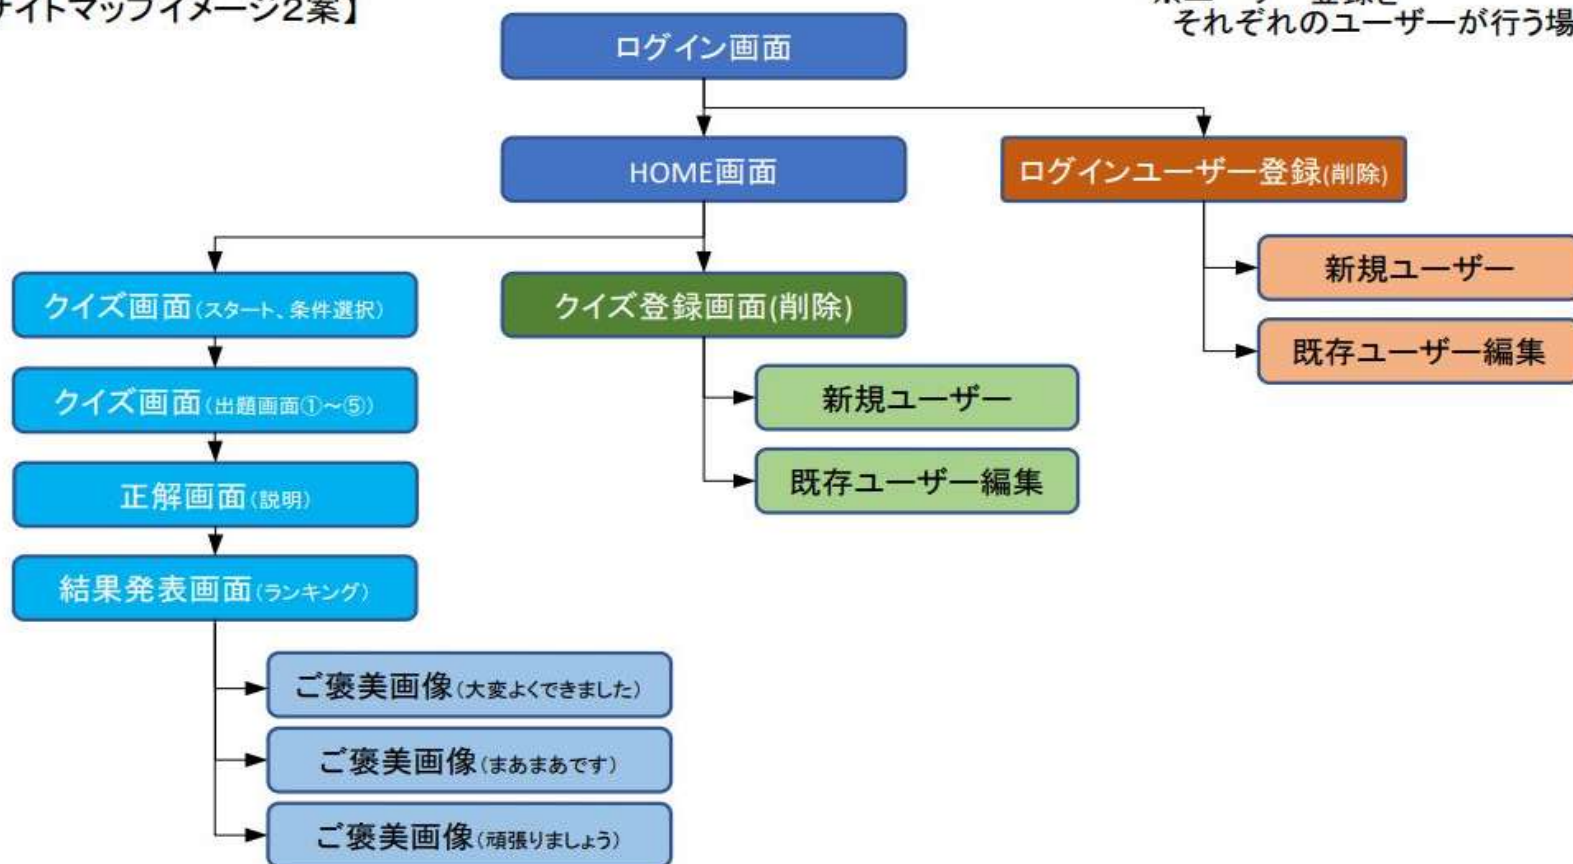 サイトマップイメージ2案】
それぞれのユーザーが行う場
ログイン画面
HOME画面
ログインユーザー登録(削除)
新規ユーザー
既存ユーザー編集
クイズ画面(スタート、条件選択)
クイズ登録画面(削除)
クイズ画面(出題画面①～⑤)
新規ユーザー
既存ユーザー編集
正解画面(説明)
結果発表画面(ランキング)
ご褒美画像(大変よくできました)
ご褒美画像(まあまあです)
ご褒美画像(頑張りましょう)